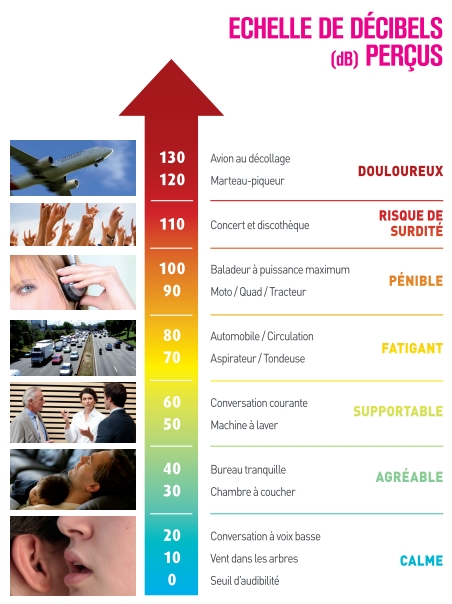 ECHELLE DE DÉCIBELS
(dB) PERÇUS
130 Avion au décollage
DOULOUREUX
120 Marteau-piqueur
110 Concert et discothèque
RISQUE DE
SURDITÉ
100 Baladeur à puissance maximum
PÉNIBLE
90 Moto / Quad / Tracteur
80 Automobile / Circulation
FATIGANT
70 Aspirateur / Tondeuse
60 Conversation courante
SUPPORTABLE
50 Machine à laver
40 Bureau tranquille
AGRÉABLE
30 Chambre à coucher
20 Conversation à voix basse
10 Vent dans les arbres
CALME
0 Seuil d'audibilité